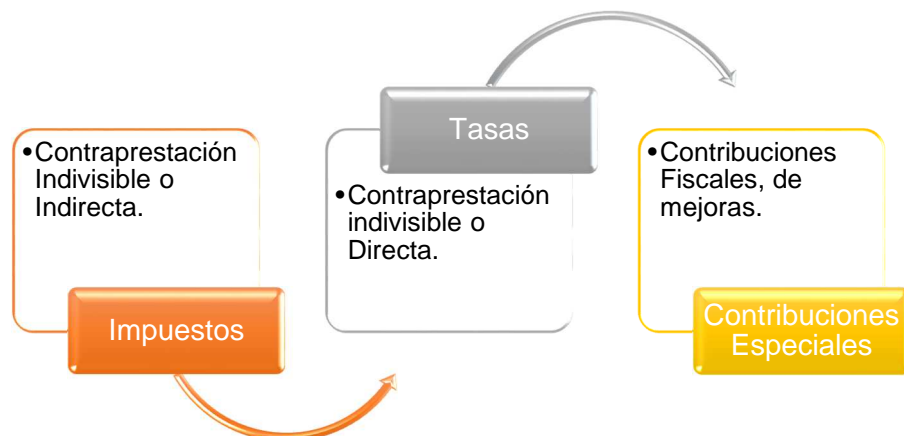 •Contraprestación
Indivisible o
Indirecta.
Impuestos
Tasas
•Contraprestación
indivisible o
Directa.
•Contribuciones
Fiscales, de
mejoras.
Contribuciones
Especiales